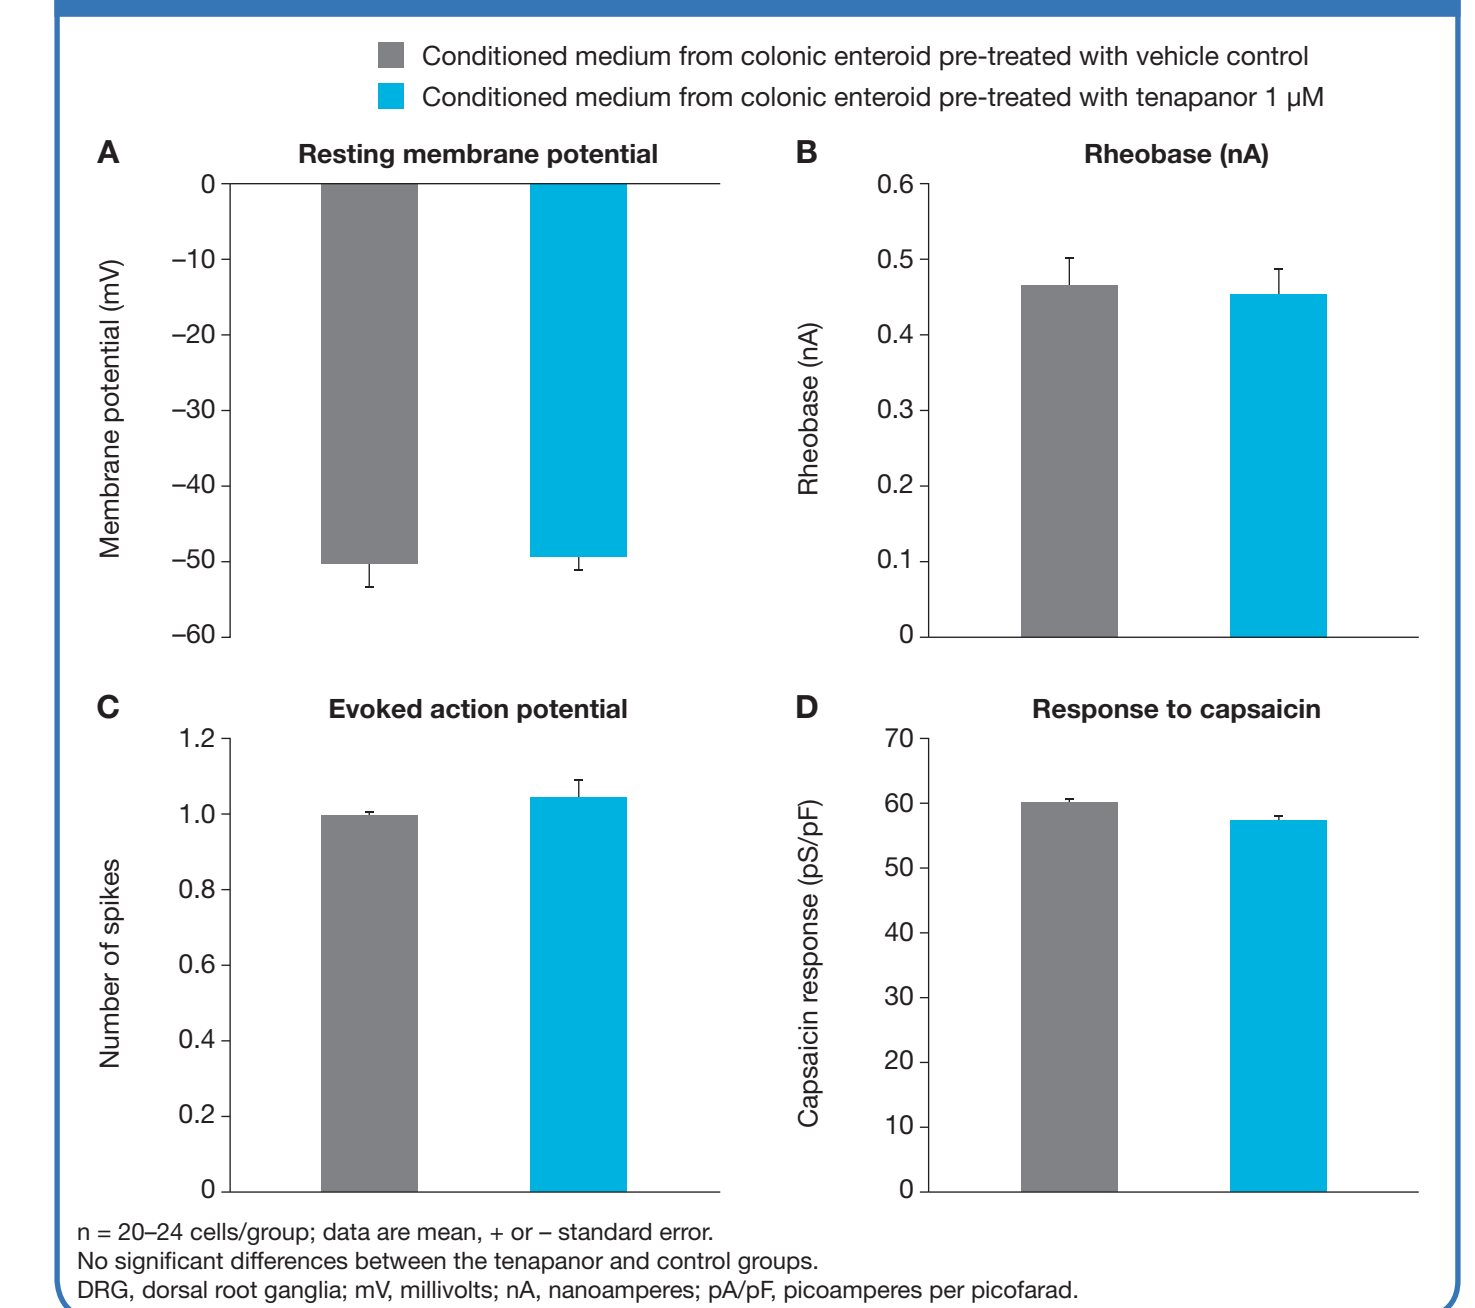 Conditioned medium from colonic enteroid pre-treated with vehicle control
Conditioned medium from colonic enteroid pre-treated with tenapanor 1 µM
A
Resting membrane potential
Membrane potential (mV)
0
–10
–20
–30
–40
–50
–60
B
Rheobase (nA)
Rheobase (nA)
0.6
0.5
0.4
0.3
0.2
0.1
0
C
Evoked action potential
Number of spikes
1.2
1.0
0.8
0.6
0.4
0.2
0
D
Response to capsaicin
Capsaicin response (pS/pF)
70
60
50
40
30
20
10
0
n = 20–24 cells/group; data are mean, + or – standard error.
No significant differences between the tenapanor and control groups.
DRG, dorsal root ganglia; mV, millivolts; nA, nanoamperes; pA/pF, picoamperes per picofarad.